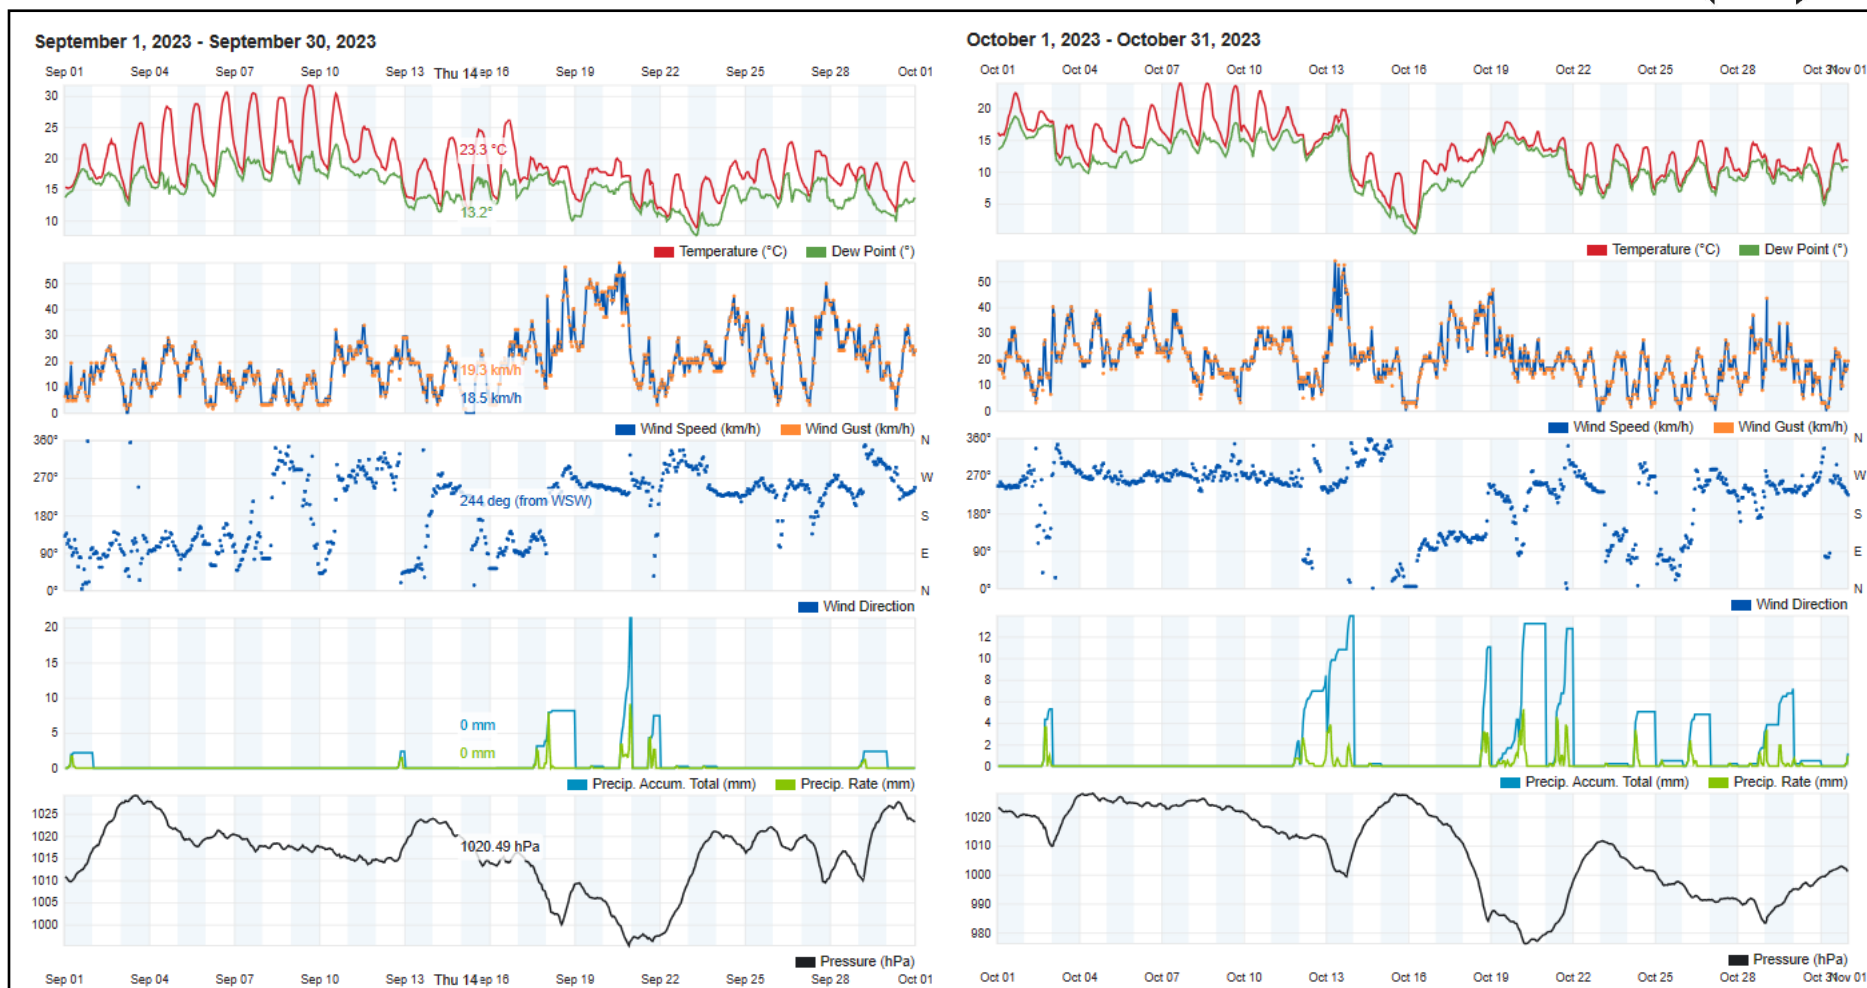 September 1, 2023 - September 30, 2023
Sep 01 Sep 04 Sep 07 Sep 10 Sep 13 Thu 14 ep 16 Sep 19 Sep 22 Sep 25 Sep 28 Oct 01
30
25
20
15
10
23.3 °C
13.2°
Temperature (°C) Dew Point (°)
50
40
30
20
10
0
19.3 km/h
18.5 km/h
Wind Speed (km/h) Wind Gust (km/h)
360° N
270° W
180° S
90° E
0° N
244 deg (from WSW)
Wind Direction
20
15
10
5
0
0 mm
0 mm
Precip. Accum. Total (mm) Precip. Rate (mm)
1025
1020
1015
1010
1005
1000
1020.49 hPa
Pressure (hPa)
Sep 01 Sep 04 Sep 07 Sep 10 Sep 13 Thu 14 ep 16 Sep 19 Sep 22 Sep 25 Sep 28 Oct 01
October 1, 2023 - October 31, 2023
Oct 01 Oct 04 Oct 07 Oct 10 Oct 13 Oct 16 Oct 19 Oct 22 Oct 25 Oct 28 Oct 31 Nov 01
20
15
10
5
Temperature (°C) Dew Point (°)
50
40
30
20
10
0
Wind Speed (km/h) Wind Gust (km/h)
360° N
270° W
180° S
90° E
0° N
Wind Direction
12
10
8
6
4
2
0
Precip. Accum. Total (mm) Precip. Rate (mm)
1020
1010
1000
990
980
Pressure (hPa)
Oct 01 Oct 04 Oct 07 Oct 10 Oct 13 Oct 16 Oct 19 Oct 22 Oct 25 Oct 28 Oct 31 Nov 01